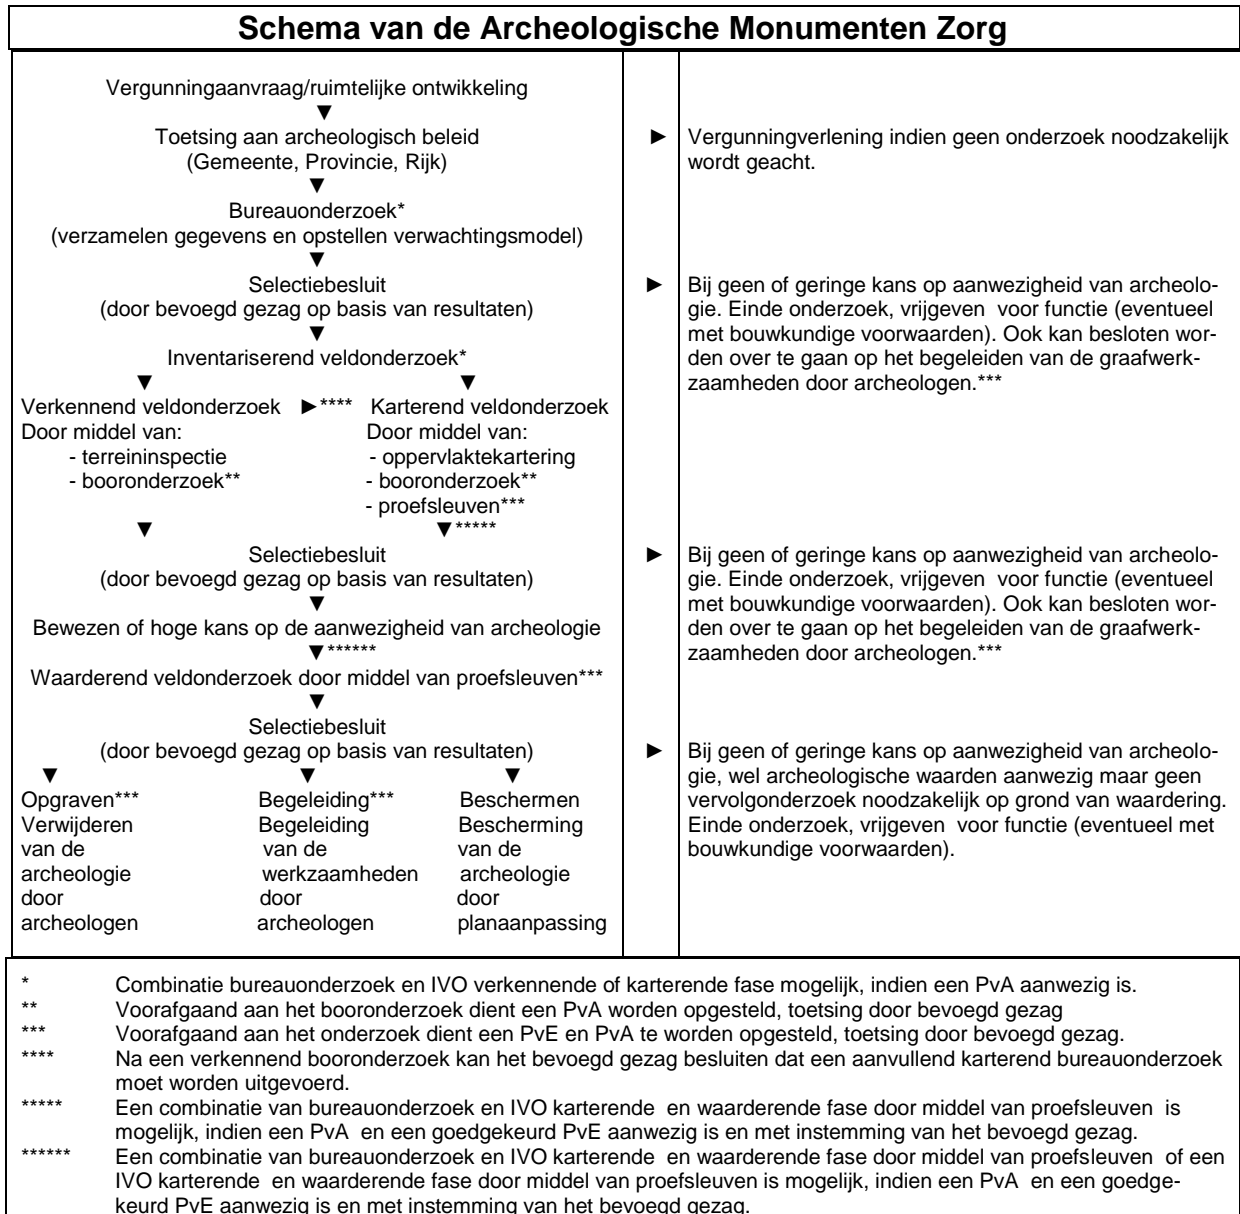 Schema van de Archeologische Monumenten Zorg
Vergunningaanvraag/ruimtelijke ontwikkeling
▼
Toetsing aan archeologisch beleid
(Gemeente, Provincie, Rijk)
► Vergunningverlening indien geen onderzoek noodzakelijk
wordt geacht.
▼
Bureauonderzoek*
(verzamelen gegevens en opstellen verwachtingsmodel)
▼
Selectiebesluit
(door bevoegd gezag op basis van resultaten)
► Bij geen of geringe kans op aanwezigheid van archeolo-
gie. Einde onderzoek, vrijgeven voor functie (eventueel
met bouwkundige voorwaarden). Ook kan besloten wor-
den over te gaan op het begeleiden van de graafwerk-
zaamheden door archeologen.***
▼
Inventariserend veldonderzoek*
▼ ▼
Verkennend veldonderzoek ►**** Karterend veldonderzoek
Door middel van: Door middel van:
- terreininspectie - oppervlaktekartering
- booronderzoek** - booronderzoek**
- proefsleuven***
▼ ▼*****
Selectiebesluit
(door bevoegd gezag op basis van resultaten)
► Bij geen of geringe kans op aanwezigheid van archeolo-
gie. Einde onderzoek, vrijgeven voor functie (eventueel
met bouwkundige voorwaarden). Ook kan besloten wor-
den over te gaan op het begeleiden van de graafwerk-
zaamheden door archeologen.***
▼
Bewezen of hoge kans op de aanwezigheid van archeologie
▼******
Waarderend veldonderzoek door middel van proefsleuven***
▼
Selectiebesluit
(door bevoegd gezag op basis van resultaten)
► Bij geen of geringe kans op aanwezigheid van archeolo-
gie, wel archeologische waarden aanwezig maar geen
vervolgonderzoek noodzakelijk op grond van waardering.
Einde onderzoek, vrijgeven voor functie (eventueel met
bouwkundige voorwaarden).
▼ ▼ ▼
Opgraven*** Begeleiding*** Beschermen
Verwijderen Begeleiding Bescherming
van de van de van de
archeologie werkzaamheden archeologie
door door door
archeologen archeologen planaanpassing
* Combinatie bureauonderzoek en IVO verkennende of karterende fase mogelijk, indien een PvA aanwezig is.
** Voorafgaand aan het booronderzoek dient een PvA worden opgesteld, toetsing door bevoegd gezag
*** Voorafgaand aan het onderzoek dient een PvE en PvA te worden opgesteld, toetsing door bevoegd gezag.
**** Na een verkennend booronderzoek kan het bevoegd gezag besluiten dat een aanvullend karterend bureauonderzoek
moet worden uitgevoerd.
***** Een combinatie van bureauonderzoek en IVO karterende en waarderende fase door middel van proefsleuven is
mogelijk, indien een PvA en een goedgekeurd PvE aanwezig is en met instemming van het bevoegd gezag.
****** Een combinatie van bureauonderzoek en IVO karterende en waarderende fase door middel van proefsleuven of een
IVO karterende en waarderende fase door middel van proefsleuven is mogelijk, indien een PvA en een goedge-
keurd PvE aanwezig is en met instemming van het bevoegd gezag.